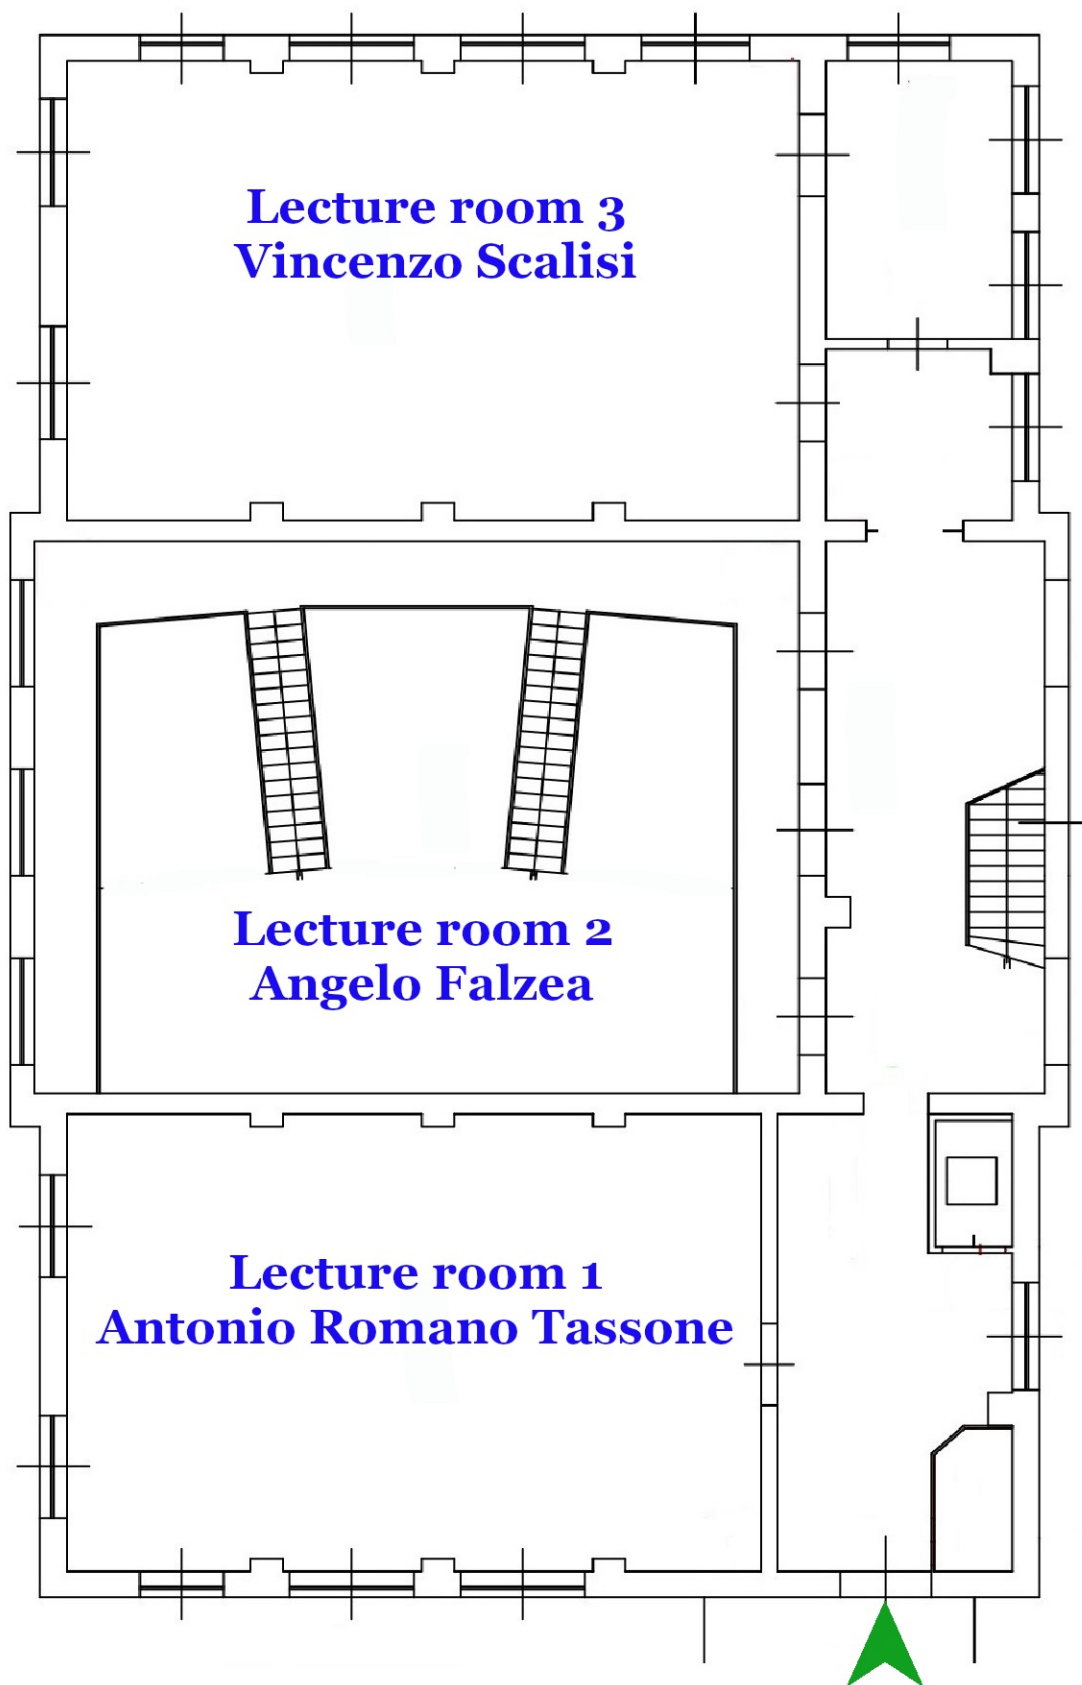 Lecture room 3
Vincenzo Scalisi
Lecture room 2
Angelo Falzea
Lecture room 1
Antonio Romano Tassone